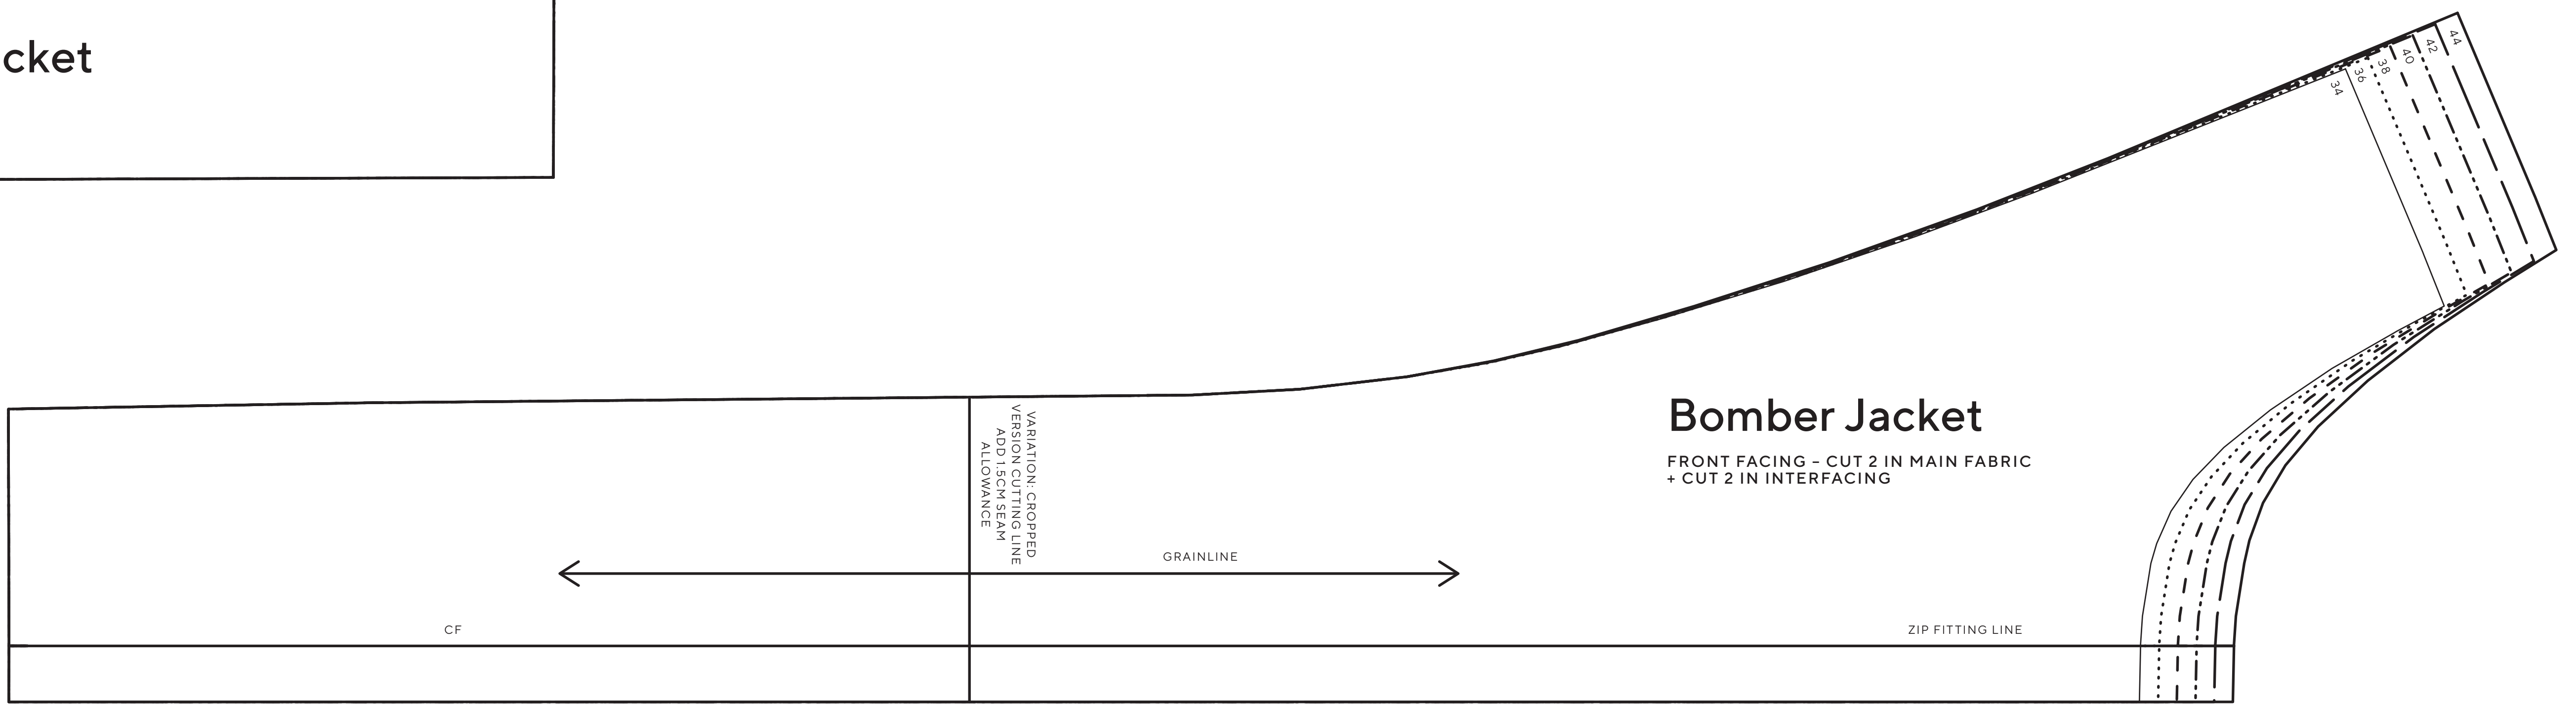 cket
44
42
40
38
36
34
VARIATION: CROPPED
VERSION CUTTING LINE
ADD 1.5CM SEAM
ALLOWANCE
Bomber Jacket
FRONT FACING – CUT 2 IN MAIN FABRIC
+ CUT 2 IN INTERFACING
GRAINLINE
CF
ZIP FITTING LINE